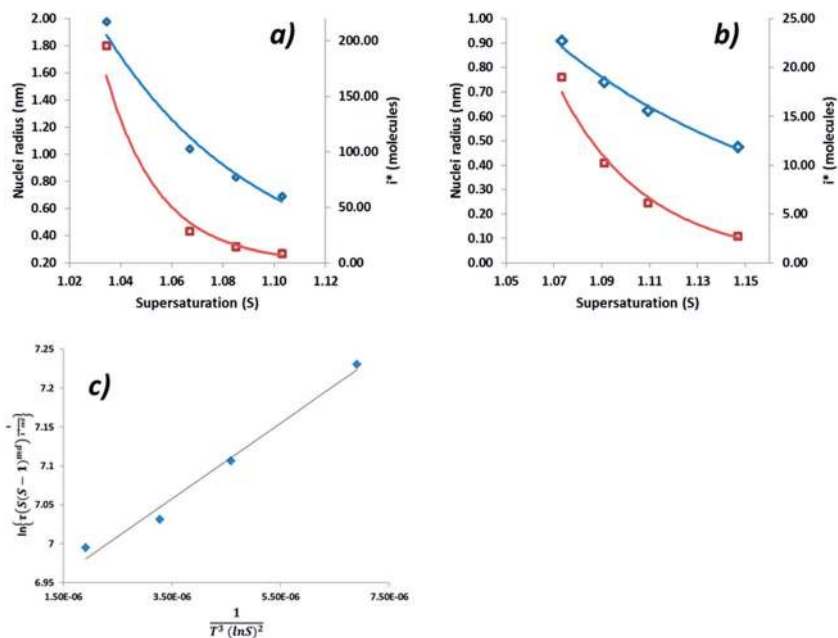 a)
2.00
1.80
1.60
1.40
1.20
1.00
0.80
0.60
0.40
0.20
Nuclei radius (nm)
200.00
150.00
100.00
50.00
0.00
i* (molecules)
1.02 1.04 1.06 1.08 1.10 1.12
Supersaturation (S)
b)
1.00
0.90
0.80
0.70
0.60
0.50
0.40
0.30
0.20
0.10
0.00
Nuclei radius (nm)
25.00
20.00
15.00
10.00
5.00
0.00
i* (molecules)
1.05 1.07 1.09 1.11 1.13 1.15
Supersaturation (S)
c)
7.25
7.2
7.15
7.1
7.05
7
6.95
ln{τ(S(S − 1)^{md})
1.50E-06 3.50E-06 5.50E-06 7.50E-06
1
T³ (lnS)²